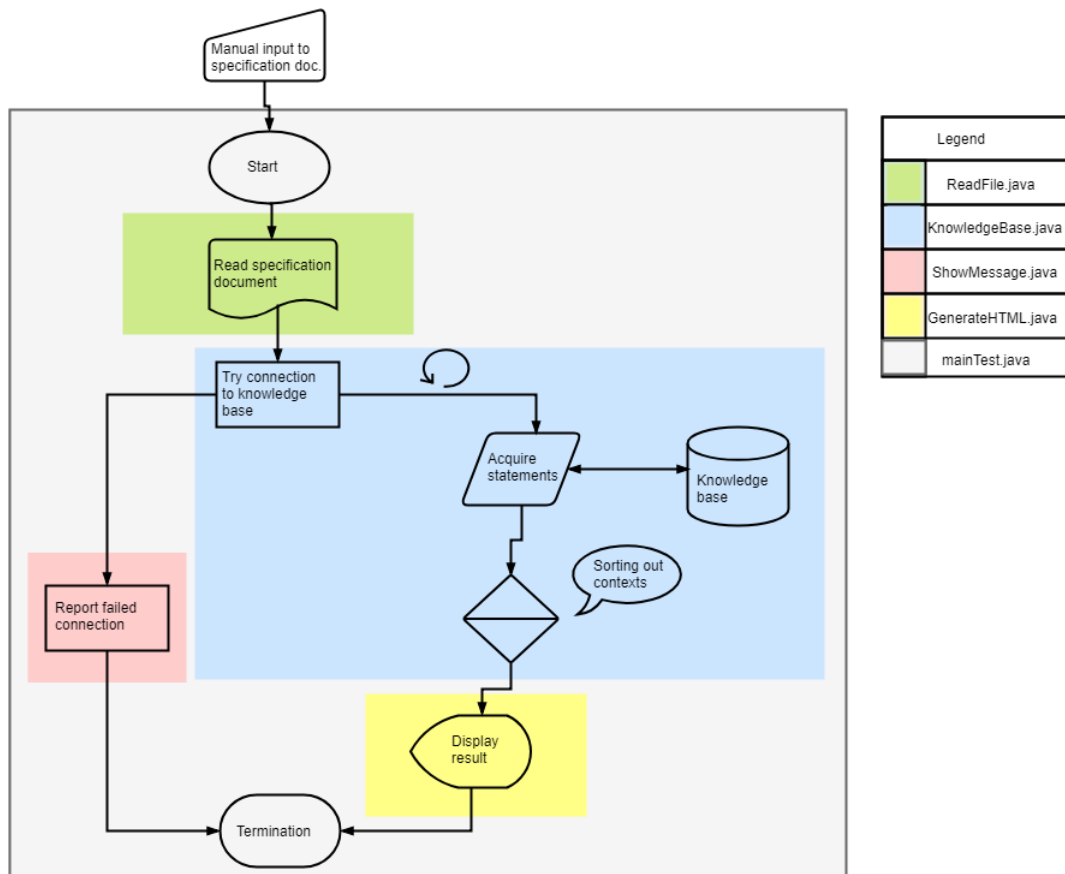 Manual input to
specification doc.
Start
Legend
ReadFile.java
KnowledgeBase.java
ShowMessage.java
GenerateHTML.java
mainTest.java
Read specification
document
Try connection
to knowledge
base
Acquire
statements
Knowledge
base
Sorting out
contexts
Report failed
connection
Display
result
Termination